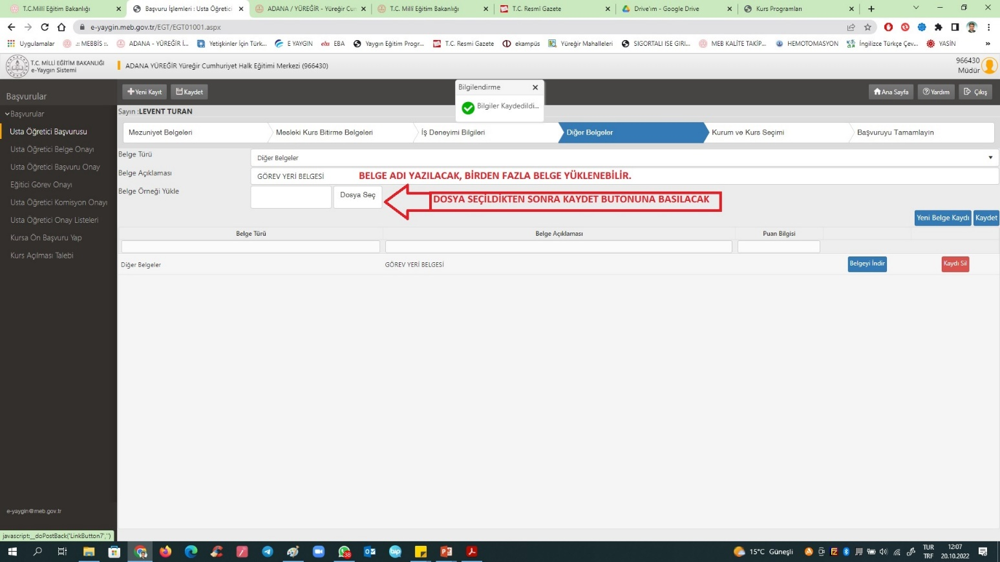 T.C.Millî Eğitim Bakanlığı
Başvuru İşlemleri : Usta Öğretici
ADANA / YÜREĞİR - Yüreğir Cum
T.C. Millî Eğitim Bakanlığı
T.C. Resmî Gazete
Drive'ım - Google Drive
Kurs Programları
e-yaygin.meb.gov.tr/EGT/EGT01001.aspx
Uygulamalar
.:: MEBBİS ::.
ADANA - YÜREĞİR İ...
Yetişkinler İçin Türk...
E YAYGIN
eba EBA
Yaygın Eğitim Progr...
T.C. Resmi Gazete
ekampüs
Yüreğir Mahalleleri
SIGORTALI ISE GIRI...
MEB KALİTE TAKİP...
HEMOTOMASYON
İngilizce Türkçe Çev...
YASİN
»
T.C. MİLLİ EĞİTİM BAKANLIĞI
e-Yaygın Sistemi
ADANA YÜREĞİR Yüreğir Cumhuriyet Halk Eğitimi Merkezi (966430)
966430
Müdür
Başvurular
Yeni Kayıt
Kaydet
Bilgilendirme
Bilgiler Kaydedildi...
Ana Sayfa
Yardım
Çıkış
Başvurular
Usta Öğretici Başvurusu
Usta Öğretici Belge Onayı
Usta Öğretici Başvuru Onay
Eğitici Görev Onayı
Usta Öğretici Komisyon Onayı
Usta Öğretici Onay Listeleri
Kursa Ön Başvuru Yap
Kurs Açılması Talebi
Sayın :LEVENT TURAN
Mezuniyet Belgeleri
Mesleki Kurs Bitirme Belgeleri
İş Deneyimi Bilgileri
Diğer Belgeler
Kurum ve Kurs Seçimi
Başvuruyu Tamamlayın
Belge Türü
Diğer Belgeler
Belge Açıklaması
GÖREV YERİ BELGESİ
BELGE ADI YAZILACAK, BİRDEN FAZLA BELGE YÜKLENEBİLİR.
Belge Örneği Yükle
Dosya Seç
DOSYA SEÇİLDİKTEN SONRA KAYDET BUTONUNA BASILACAK
Yeni Belge Kaydı
Kaydet
Belge Türü
Belge Açıklaması
Puan Bilgisi
Diğer Belgeler
GÖREV YERİ BELGESİ
Belgeyi İndir
Kaydı Sil
e-yaygin@meb.gov.tr
javascript:__doPostBack('LinkButton7','')
38
bip
15°C Güneşli
TUR
TRF
12:07
20.10.2022